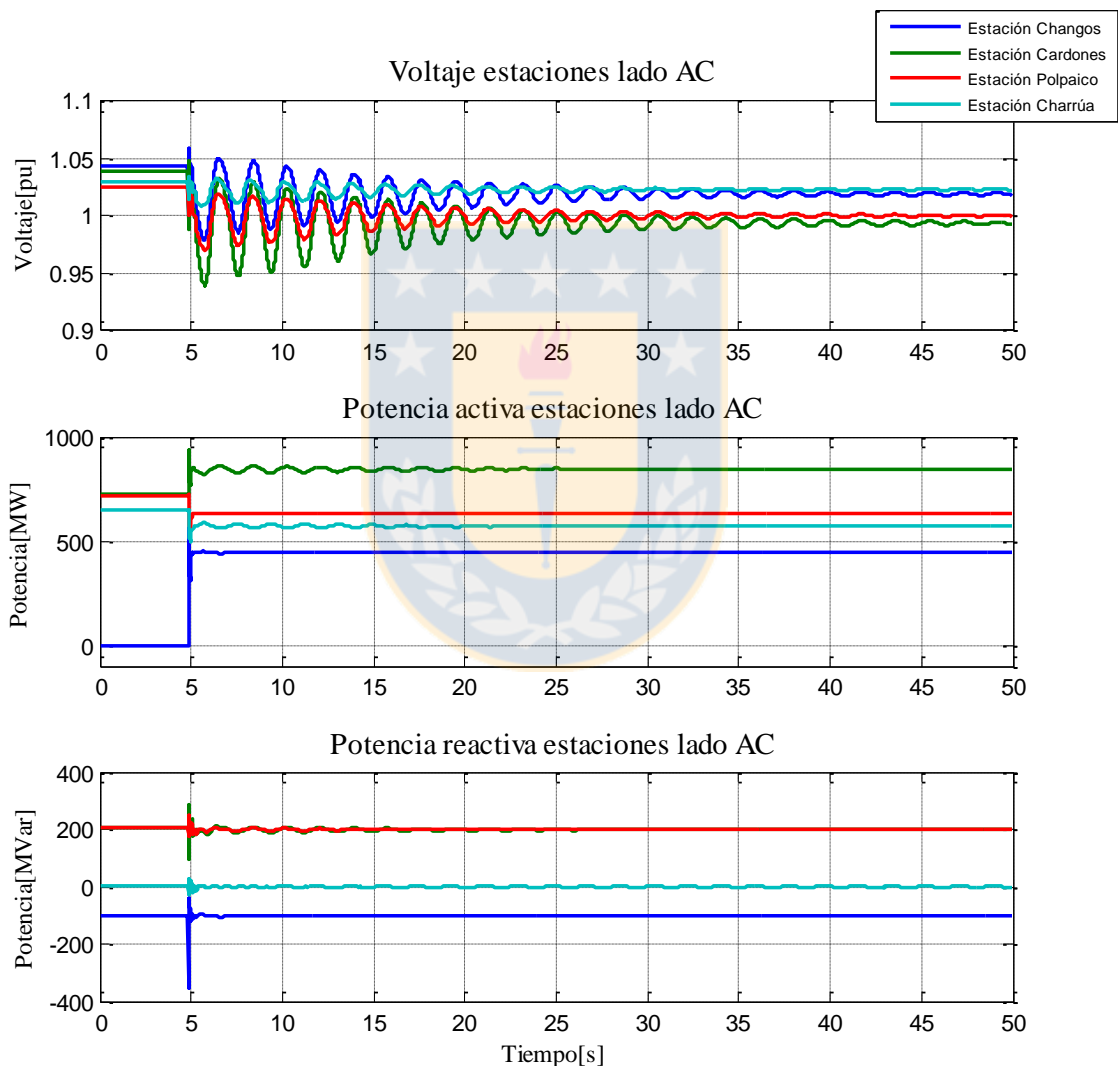 Estación Changos
Estación Cardones
Estación Polpaico
Estación Charrúa
Voltaje estaciones lado AC
Voltaje[pu]
1.1
1.05
1
0.95
0.9
0 5 10 15 20 25 30 35 40 45 50
Potencia activa estaciones lado AC
Potencia[MW]
1000
500
0
0 5 10 15 20 25 30 35 40 45 50
Potencia reactiva estaciones lado AC
Potencia[MVar]
400
200
0
-200
-400
0 5 10 15 20 25 30 35 40 45 50
Tiempo[s]